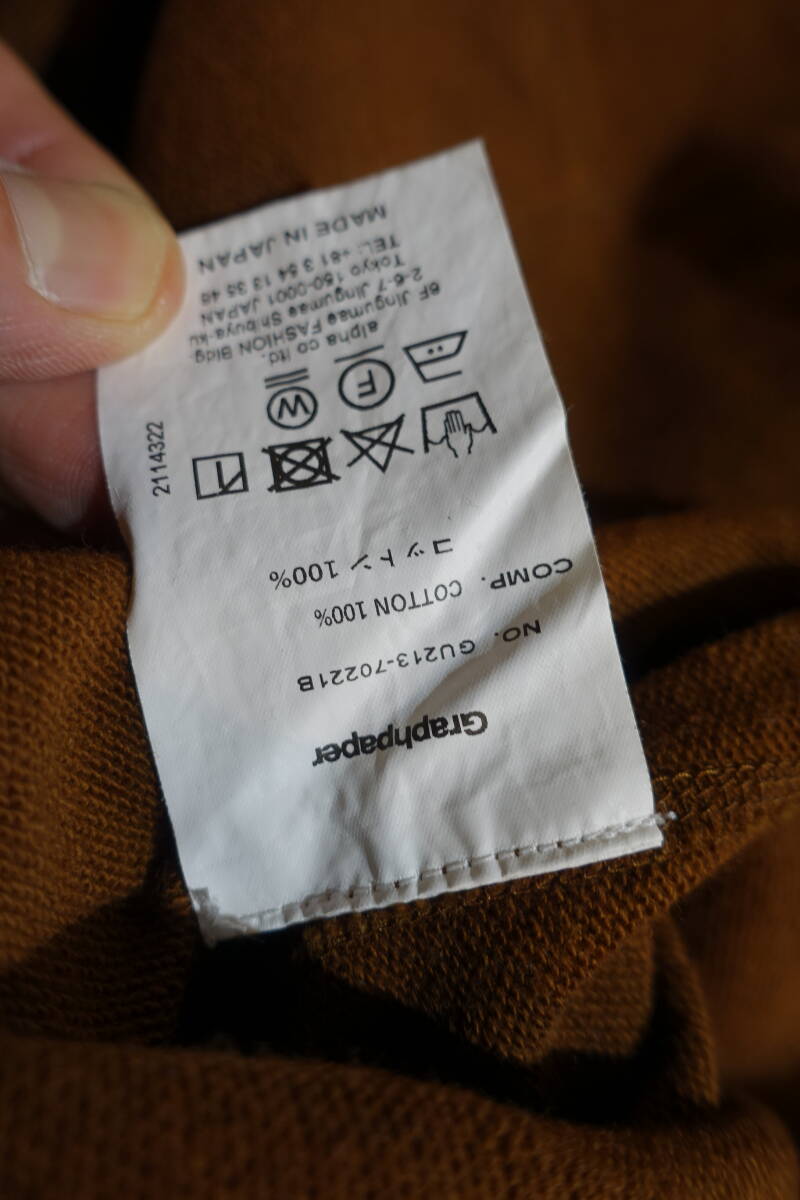 Graphpaper
NO. GU213-70221B
COMP. COTTON 100%
コットン 100%
F
W
alpha co ltd.
6F Jingumae FASHION Bldg
2-6-7 Jingumae Shibuya-ku
Tokyo 150-0001 JAPAN
TEL: +81 3 54 13 35 46
MADE IN JAPAN
2114322